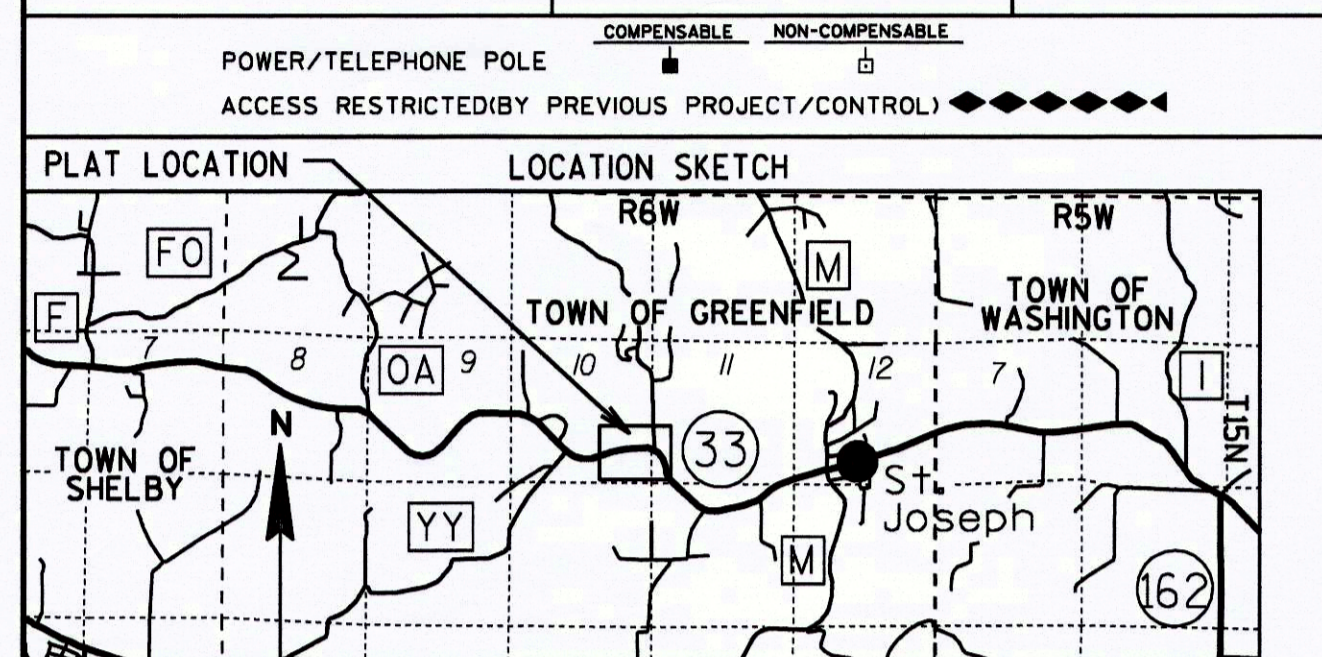 COMPENSABLE NON-COMPENSABLE
POWER/TELEPHONE POLE
ACCESS RESTRICTED(BY PREVIOUS PROJECT/CONTROL)
PLAT LOCATION
LOCATION SKETCH
R6W
R5W
FO
M
F
TOWN OF GREENFIELD
TOWN OF
WASHINGTON
7
8
OA
9
10
11
12
7
I
T15N
N
33
TOWN OF
SHELBY
St.
Joseph
YY
M
162